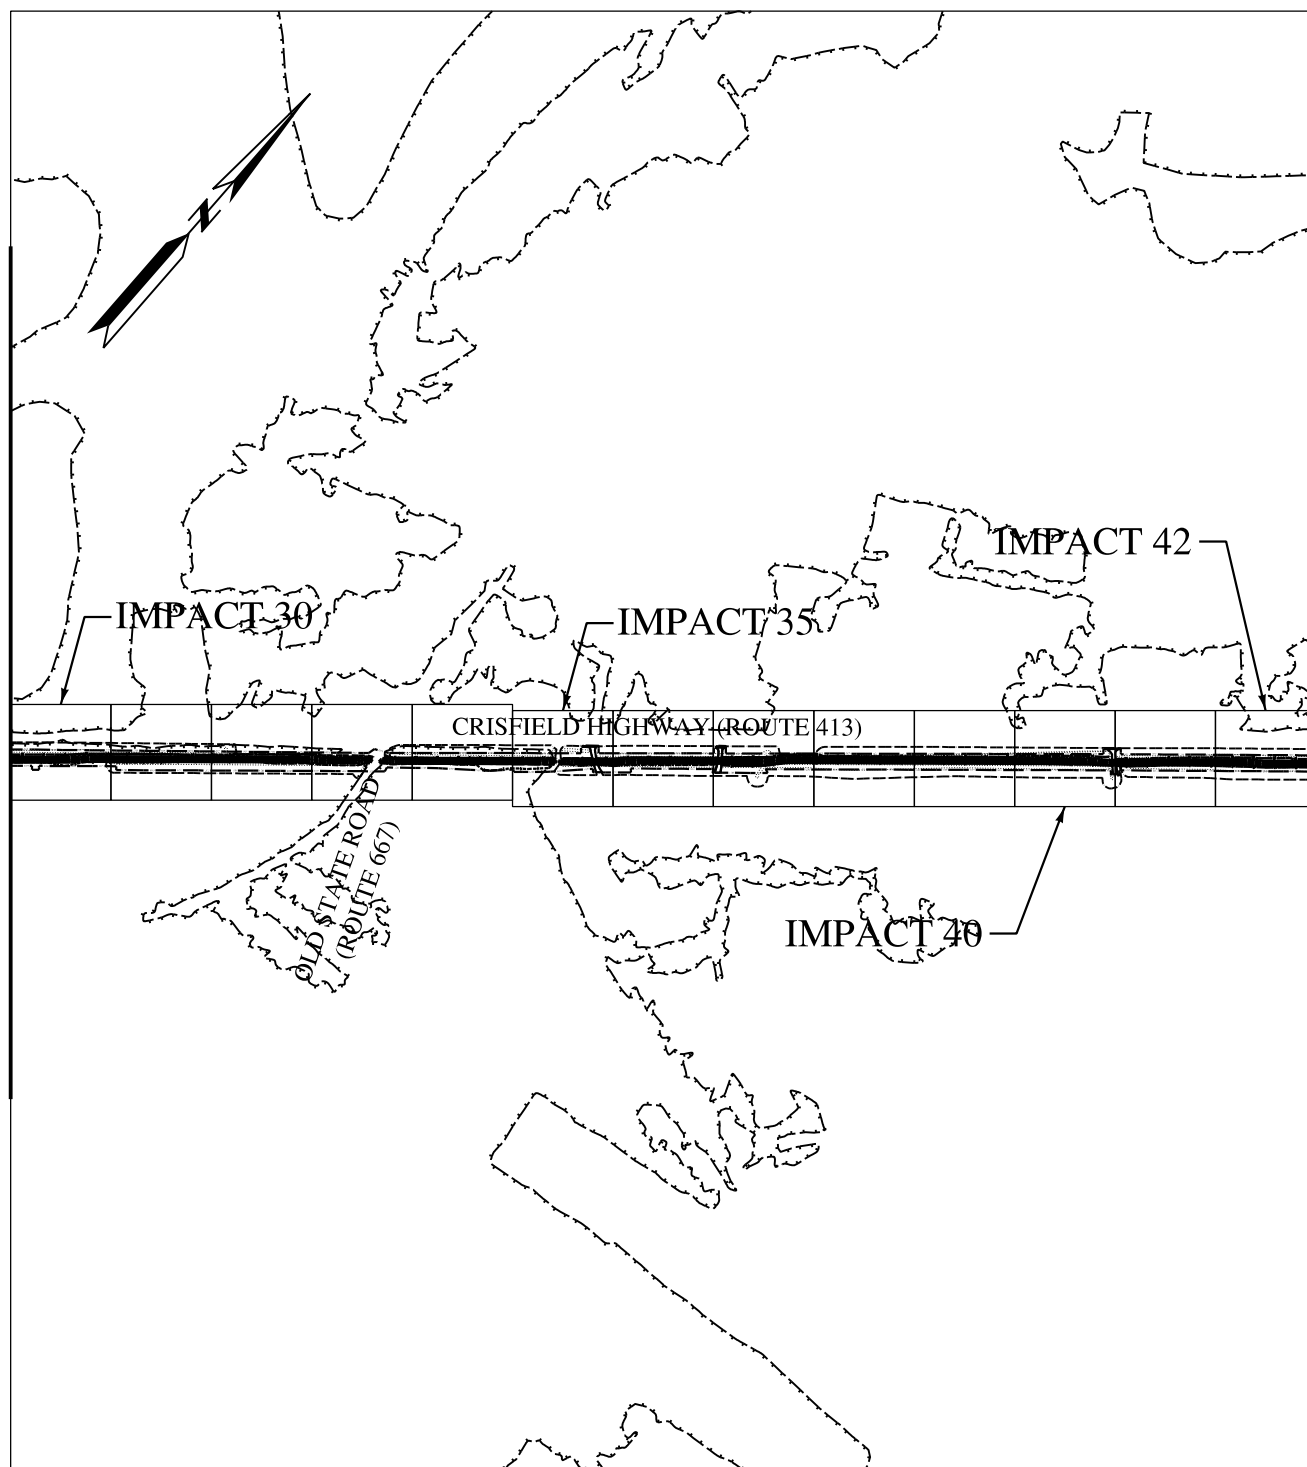 N
IMPACT 42
IMPACT 30
IMPACT 35
CRISFIELD HIGHWAY (ROUTE 413)
OLD STATE ROAD
(ROUTE 667)
IMPACT 40